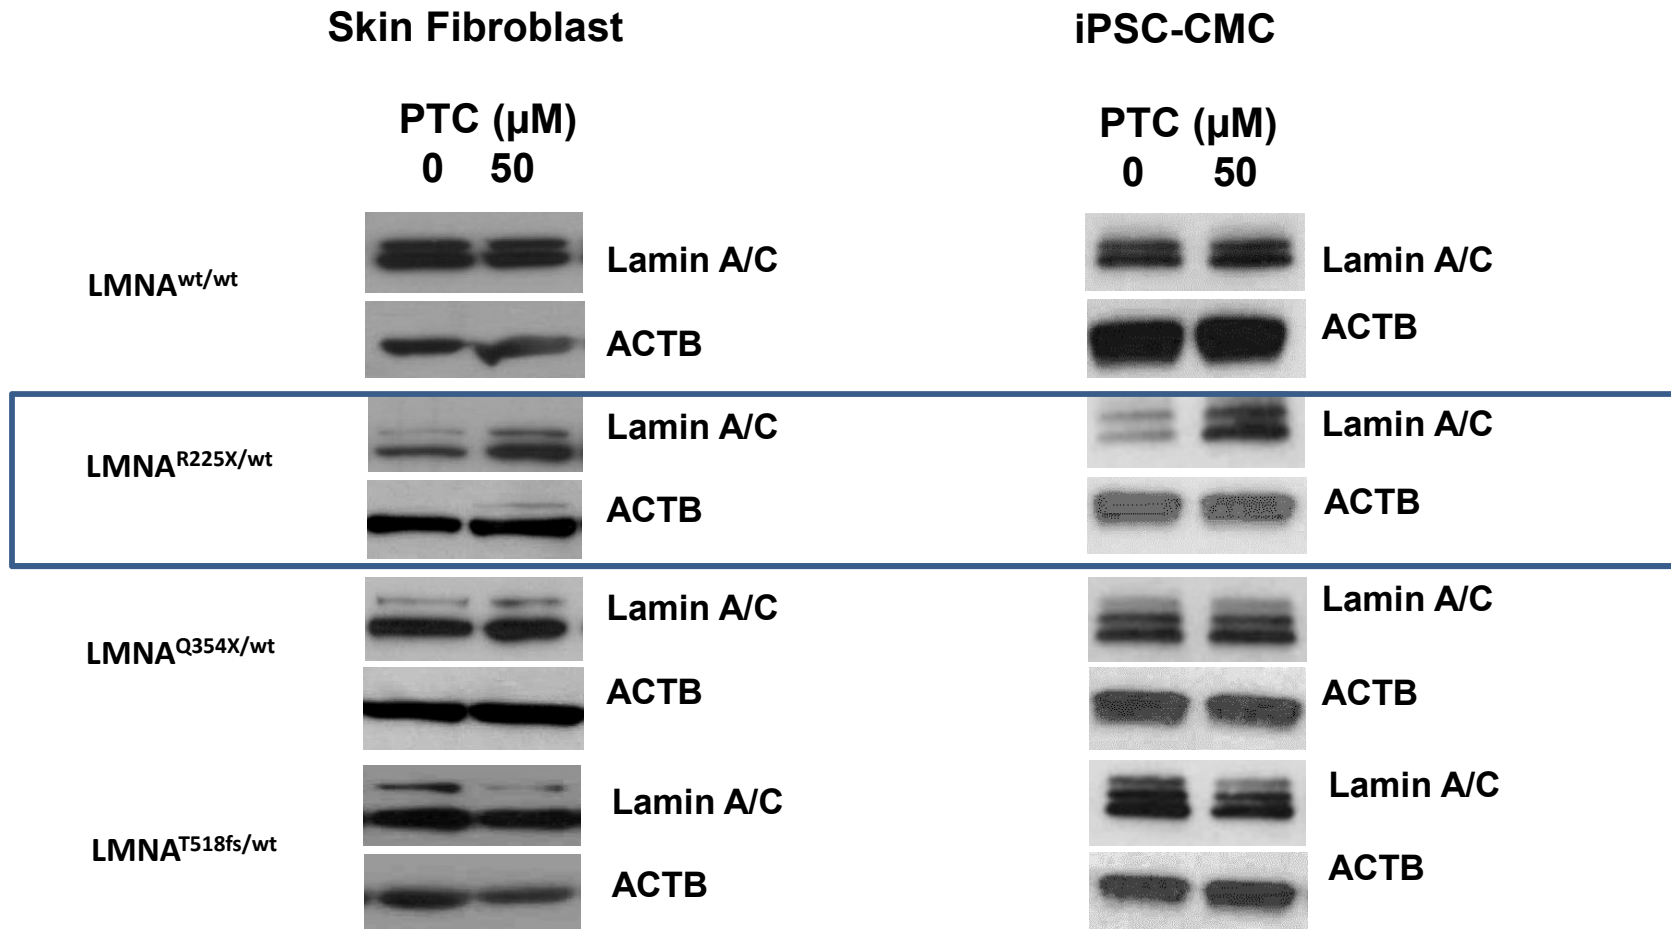 Skin Fibroblast
iPSC-CMC
PTC (µM)
0 50
PTC (µM)
0 50
LMNAwt/wt
Lamin A/C
ACTB
Lamin A/C
ACTB
LMNAR225X/wt
Lamin A/C
ACTB
Lamin A/C
ACTB
LMNAQ354X/wt
Lamin A/C
ACTB
Lamin A/C
ACTB
LMNAT518fs/wt
Lamin A/C
ACTB
Lamin A/C
ACTB